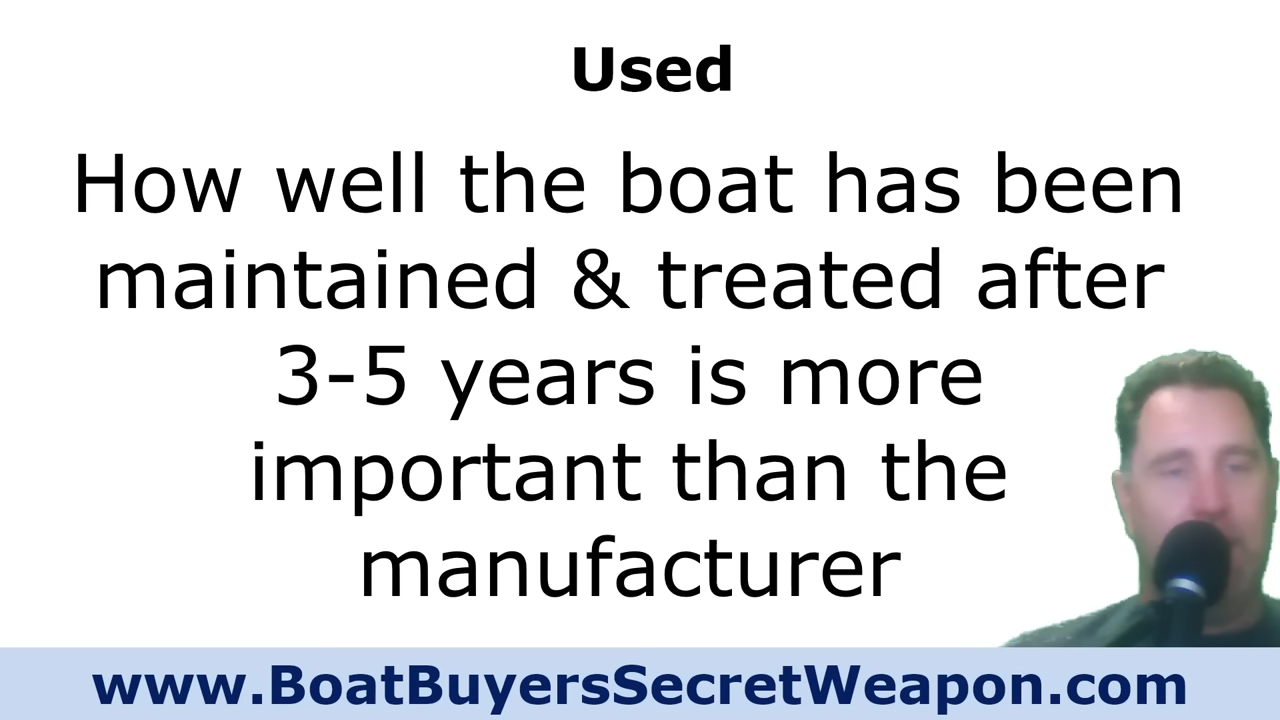 Used
How well the boat has been
maintained & treated after
3-5 years is more
important than the
manufacturer
www.BoatBuyersSecretWeapon.com